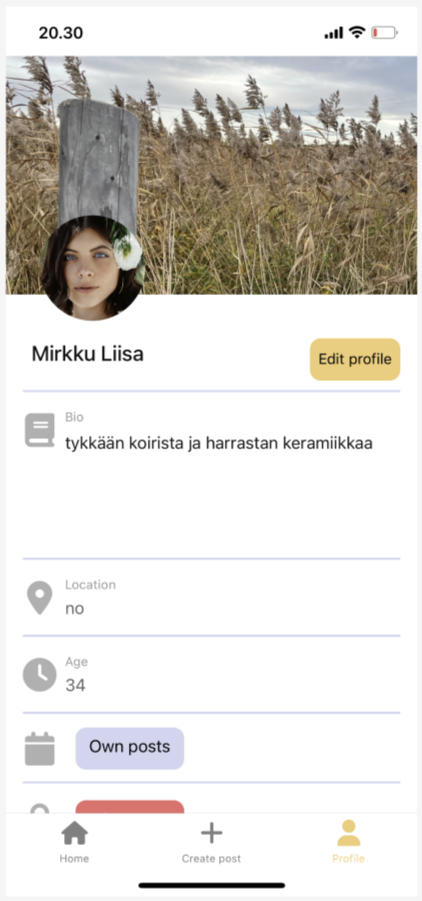 20.30
Mirkku Liisa
Edit profile
Bio
tykkään koirista ja harrastan keramiikkaa
Location
no
Age
34
Own posts
Home
Create post
Profile